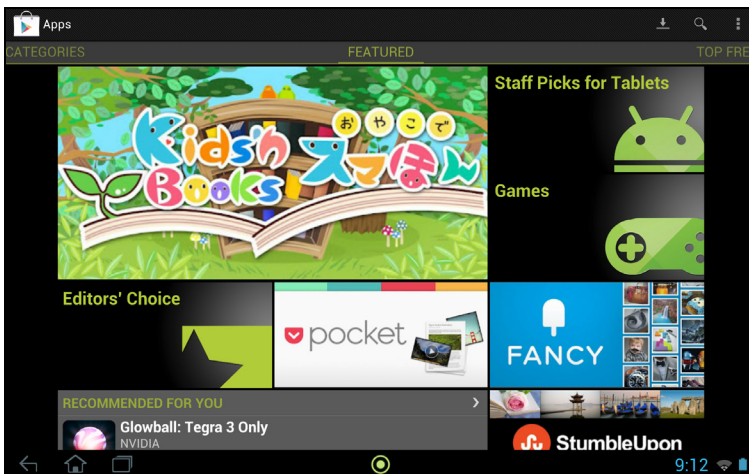 Apps
CATEGORIES
FEATURED
TOP FRE
Kids'n
Books
おやこで
スマほん
Staff Picks for Tablets
Games
Editors' Choice
pocket
FANCY
RECOMMENDED FOR YOU
Glowball: Tegra 3 Only
NVIDIA
StumbleUpon
9:12